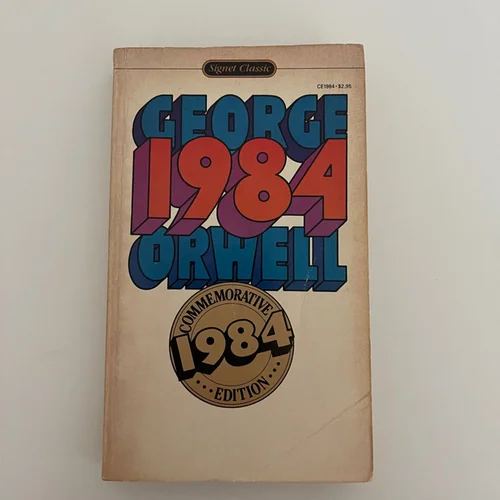 Signet Classic
CE1984·$2.95
GEORGE
1984
ORWELL
COMMEMORATIVE
1984
···EDITION···